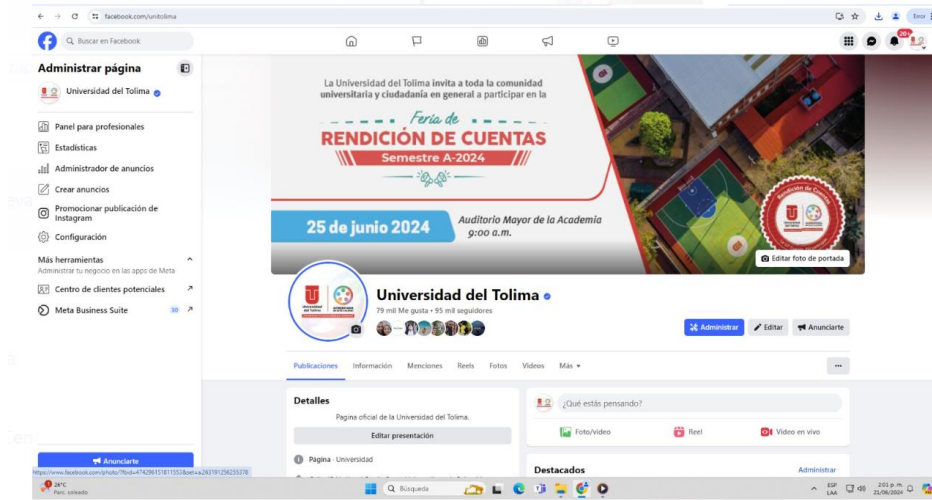 facebook.com/unitolima
Error
Buscar en Facebook
20+
Administrar página
Universidad del Tolima
Panel para profesionales
Estadísticas
Administrador de anuncios
Crear anuncios
Promocionar publicación de
Instagram
Configuración
Más herramientas
Administrar tu negocio en las apps de Meta
Centro de clientes potenciales
Meta Business Suite
30
Anunciarte
La Universidad del Tolima invita a toda la comunidad
universitaria y ciudadanía en general a participar en la
Feria de
RENDICIÓN DE CUENTAS
Semestre A-2024
25 de junio 2024
Auditorio Mayor de la Academia
9:00 a.m.
Rendición de Cuentas
Editar foto de portada
Universidad del Tolima
79 mil Me gusta • 95 mil seguidores
Administrar
Editar
Anunciarte
Publicaciones Información Menciones Reels Fotos Videos Más
Detalles
Pagina oficial de la Universidad del Tolima.
Editar presentación
Página · Universidad
¿Qué estás pensando?
Foto/video
Reel
Video en vivo
Destacados
Administrar
28°C
Parc. soleado
Búsqueda
ESP
LAA
2:01 p. m.
21/06/2024